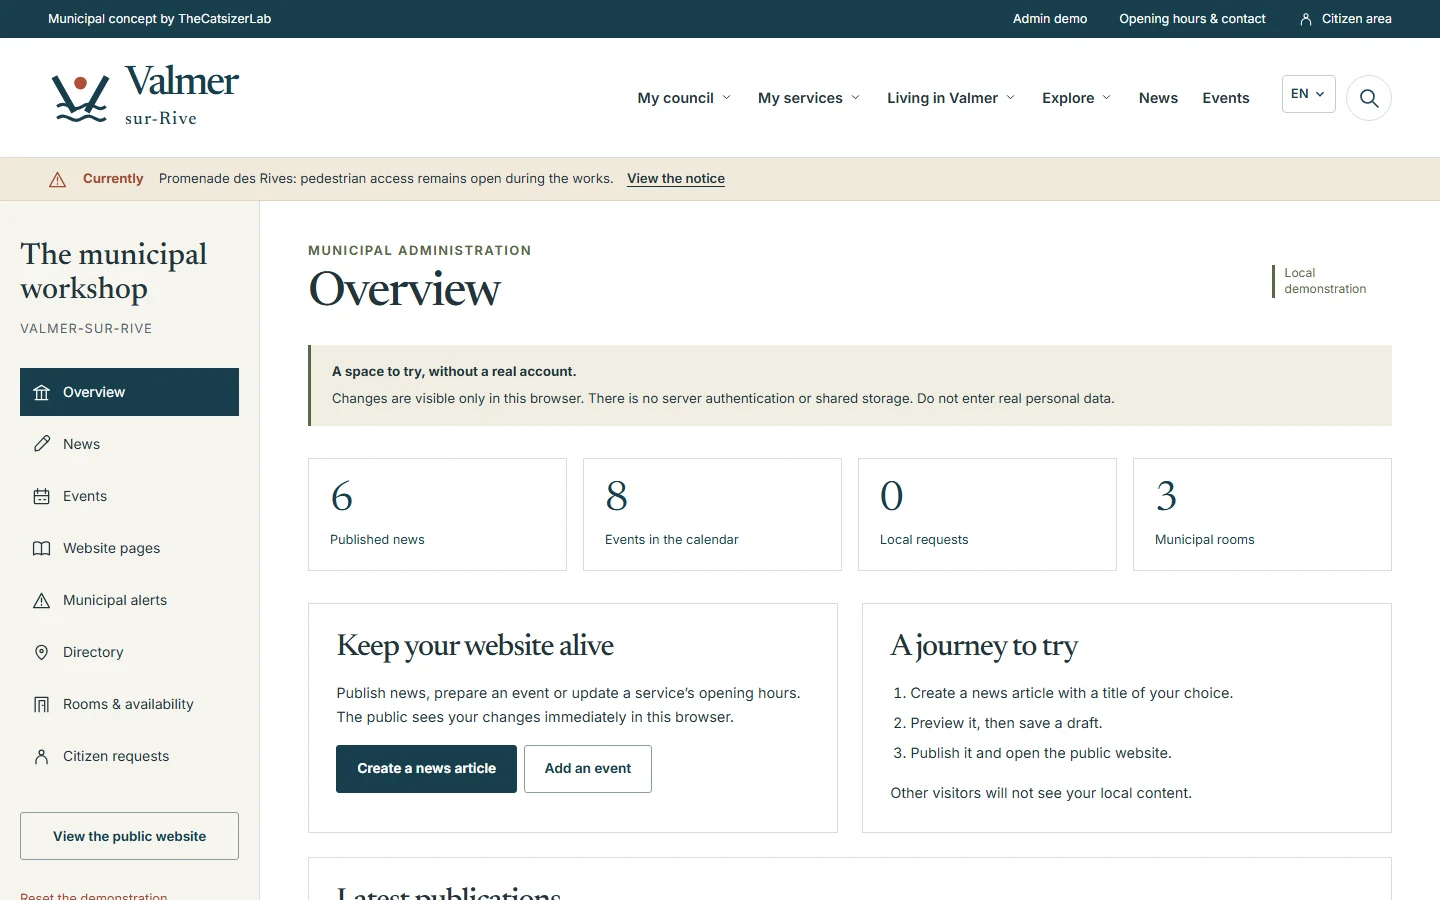 Municipal concept by TheCatsizerLab
Admin demo
Opening hours & contact
Citizen area
Valmer
sur-Rive
My council
My services
Living in Valmer
Explore
News
Events
EN
Currently Promenade des Rives: pedestrian access remains open during the works. View the notice
The municipal
workshop
VALMER-SUR-RIVE
Overview
News
Events
Website pages
Municipal alerts
Directory
Rooms & availability
Citizen requests
View the public website
Reset the demonstration
MUNICIPAL ADMINISTRATION
Overview
Local
demonstration
A space to try, without a real account.
Changes are visible only in this browser. There is no server authentication or shared storage. Do not enter real personal data.
6
Published news
8
Events in the calendar
0
Local requests
3
Municipal rooms
Keep your website alive
Publish news, prepare an event or update a service's opening hours.
The public sees your changes immediately in this browser.
Create a news article
Add an event
A journey to try
1. Create a news article with a title of your choice.
2. Preview it, then save a draft.
3. Publish it and open the public website.
Other visitors will not see your local content.
Latest publications